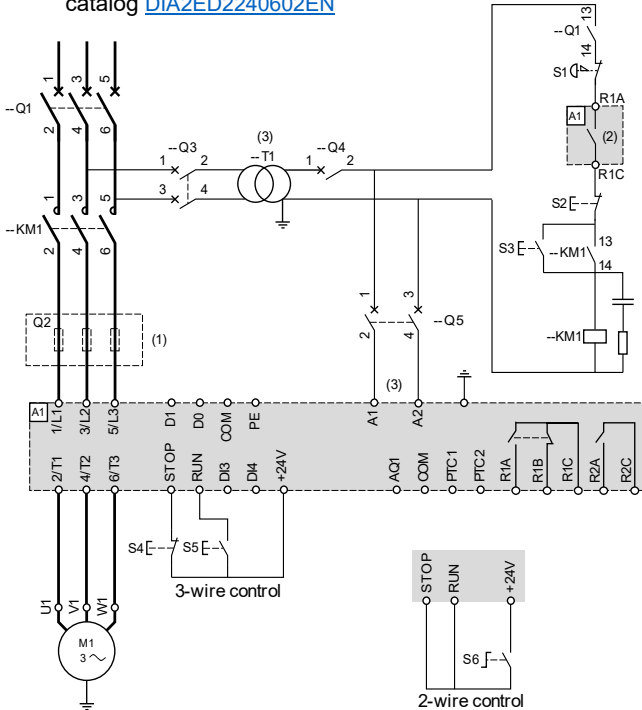 catalog DIA2ED2240602EN
1 3 5
--Q1
2 4 6
--Q3
1 2
3 4
(3)
--T1
--Q4
1 2
13
--Q1
14
S1
R1A
A1
(2)
R1C
S2
S3
--KM1
13
14
--KM1
1 3 5
--KM1
2 4 6
Q2
(1)
1 3
--Q5
2 4
(3)
A1
1/L1 3/L2 5/L3 D1 D0 COM PE A1 A2
2/T1 4/T2 6/T3 STOP RUN DI3 DI4 +24V AQ1 COM PTC1 PTC2 R1A R1B R1C R2A R2C
S4 S5
3-wire control
U1 V1 W1
M1
3
STOP RUN +24V
S6
2-wire control